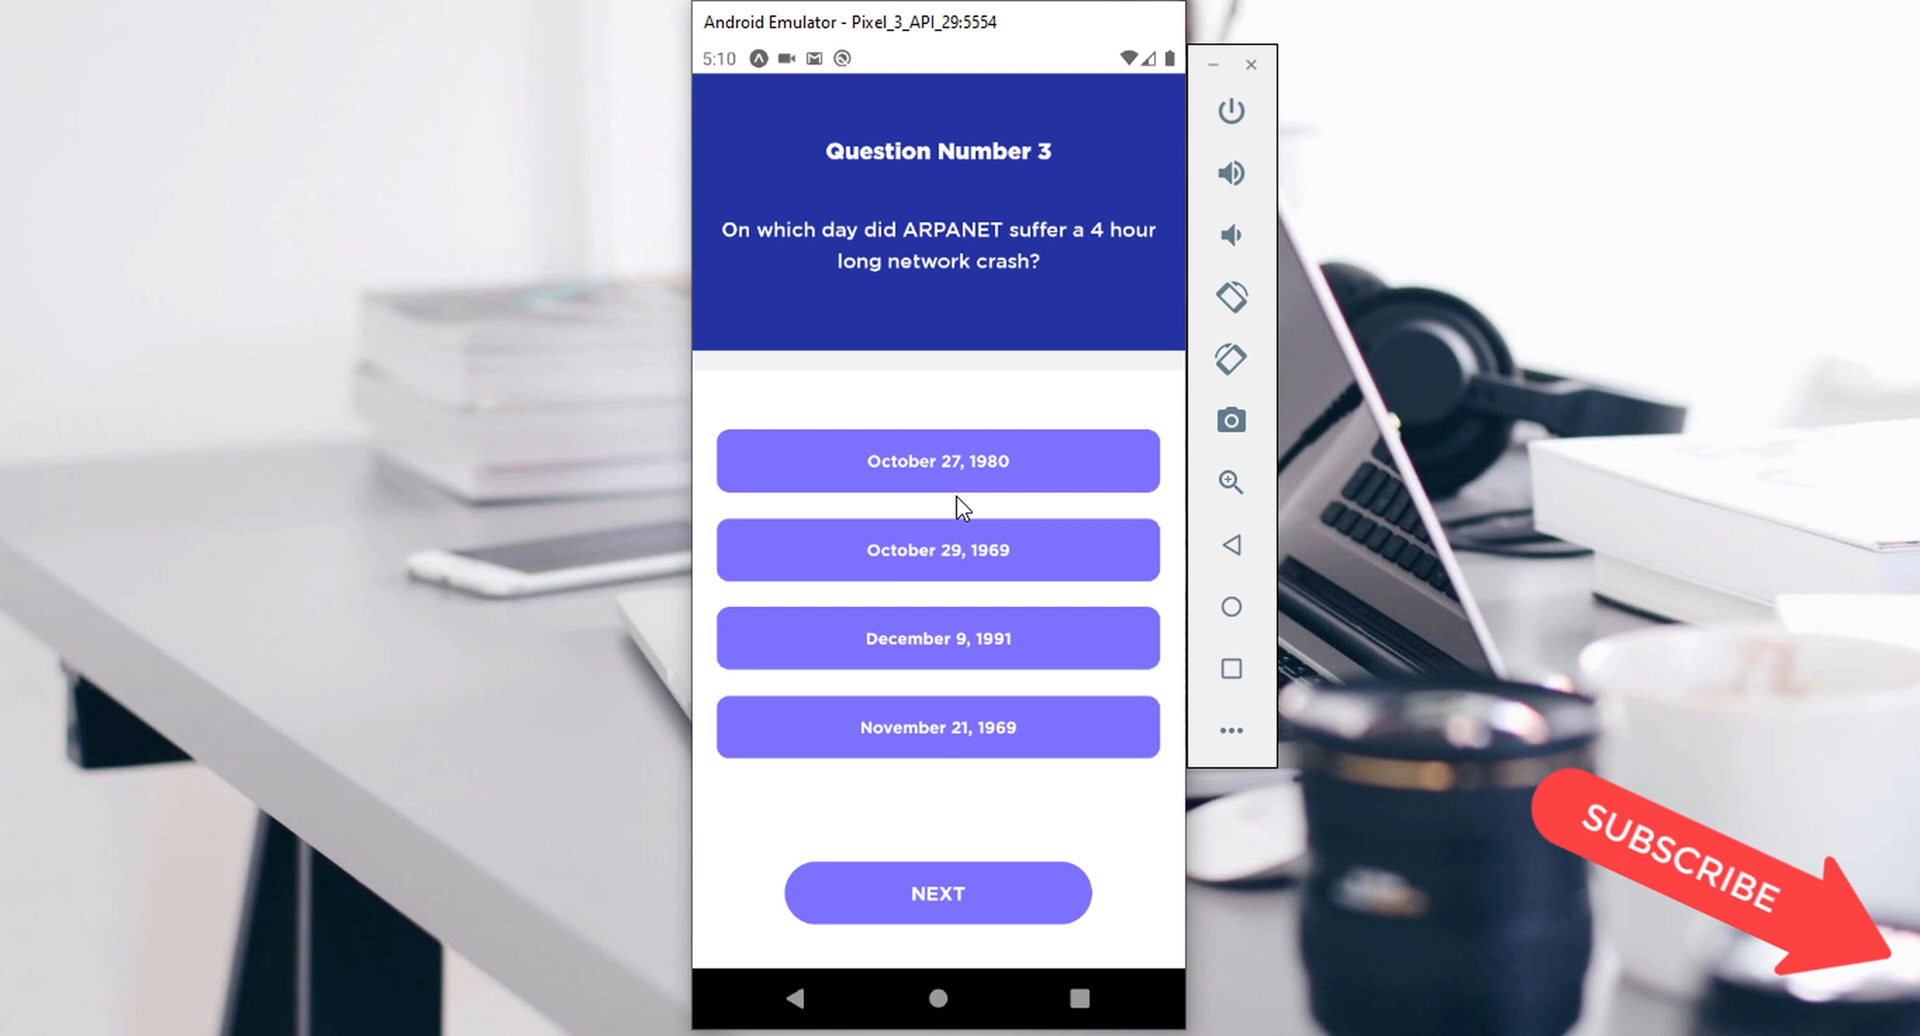 Android Emulator - Pixel_3_API_29:5554
5:10
Question Number 3
On which day did ARPANET suffer a 4 hour
long network crash?
October 27, 1980
October 29, 1969
December 9, 1991
November 21, 1969
NEXT
SUBSCRIBE